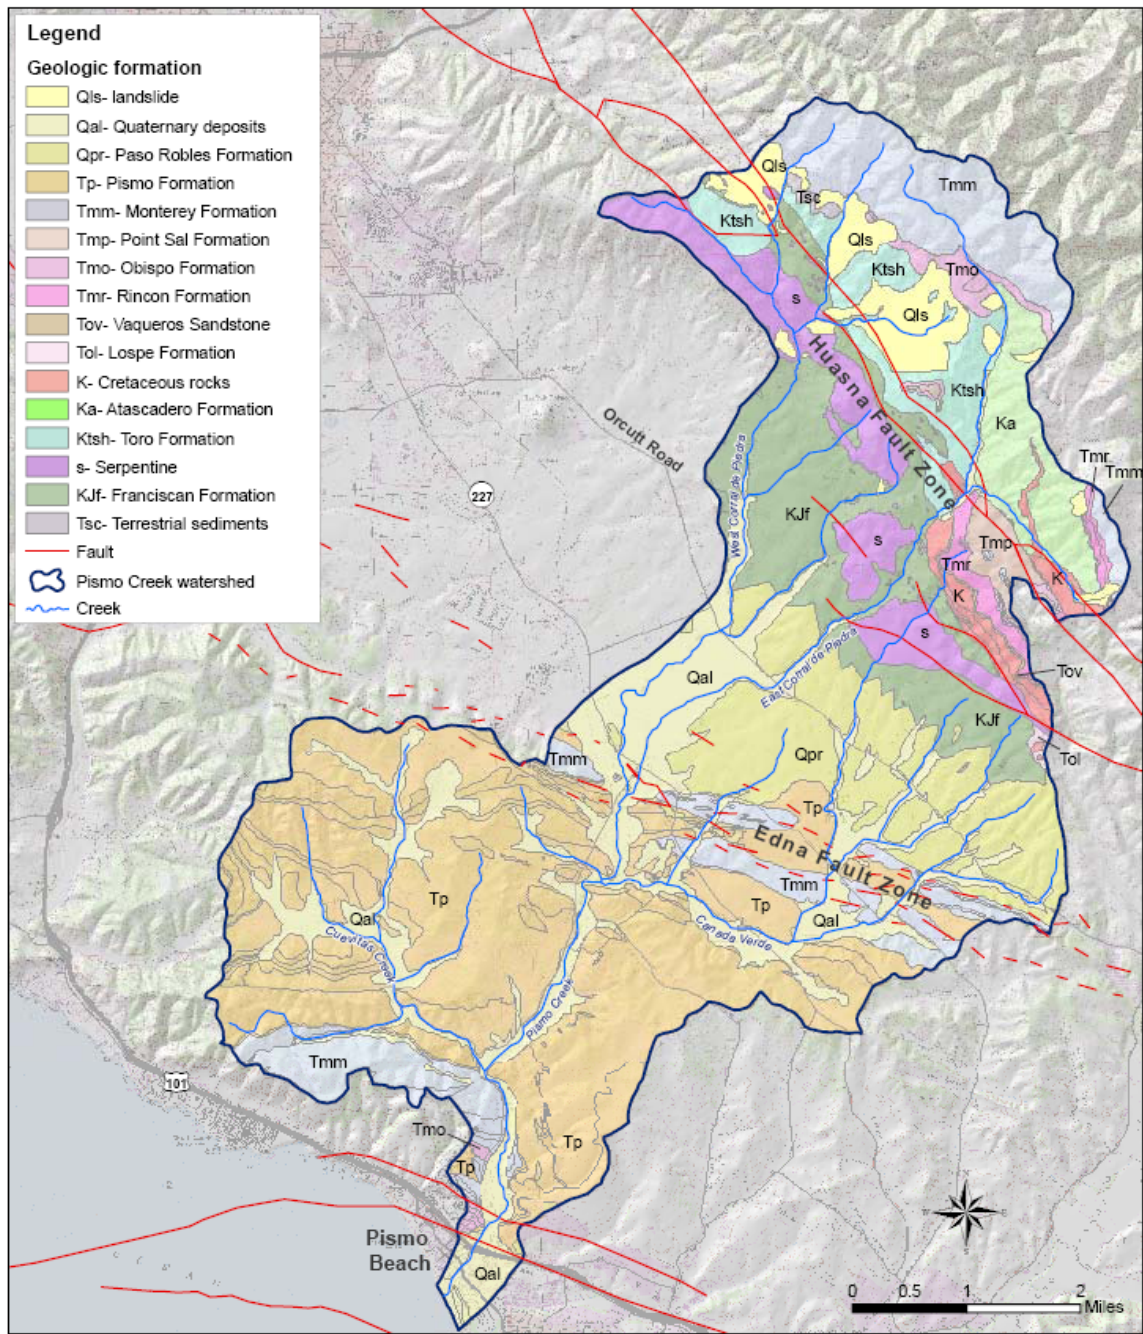 Legend
Geologic formation
Qls- landslide
Qal- Quaternary deposits
Qpr- Paso Robles Formation
Tp- Pismo Formation
Tmm- Monterey Formation
Tmp- Point Sal Formation
Tmo- Obispo Formation
Tmr- Rincon Formation
Tov- Vaqueros Sandstone
Tol- Lospe Formation
K- Cretaceous rocks
Ka- Atascadero Formation
Ktsh- Toro Formation
s- Serpentine
KJf- Franciscan Formation
Tsc- Terrestrial sediments
Fault
Pismo Creek watershed
Creek
Qls
Tmm
Tsc
Ktsh
Qls
Ktsh
Tmo
s
Qls
Huasna Fault Zone
Ktsh
Orcutt Road
Ka
West Corral de Piedra
Tmr
Tmm
227
KJf
s
Tmp
Tmr
K
K
s
East Corral de Piedra
Tov
Qal
KJf
Tol
Qpr
Tmm
Tp
Edna Fault Zone
Tmm
Tp
Tp
Qal
Qal
Cuevitas Creek
Canada Verde
Pismo Creek
Tmm
101
Tmo
Tp
Tp
Pismo
Beach
Qal
0
0.5
1
2
Miles